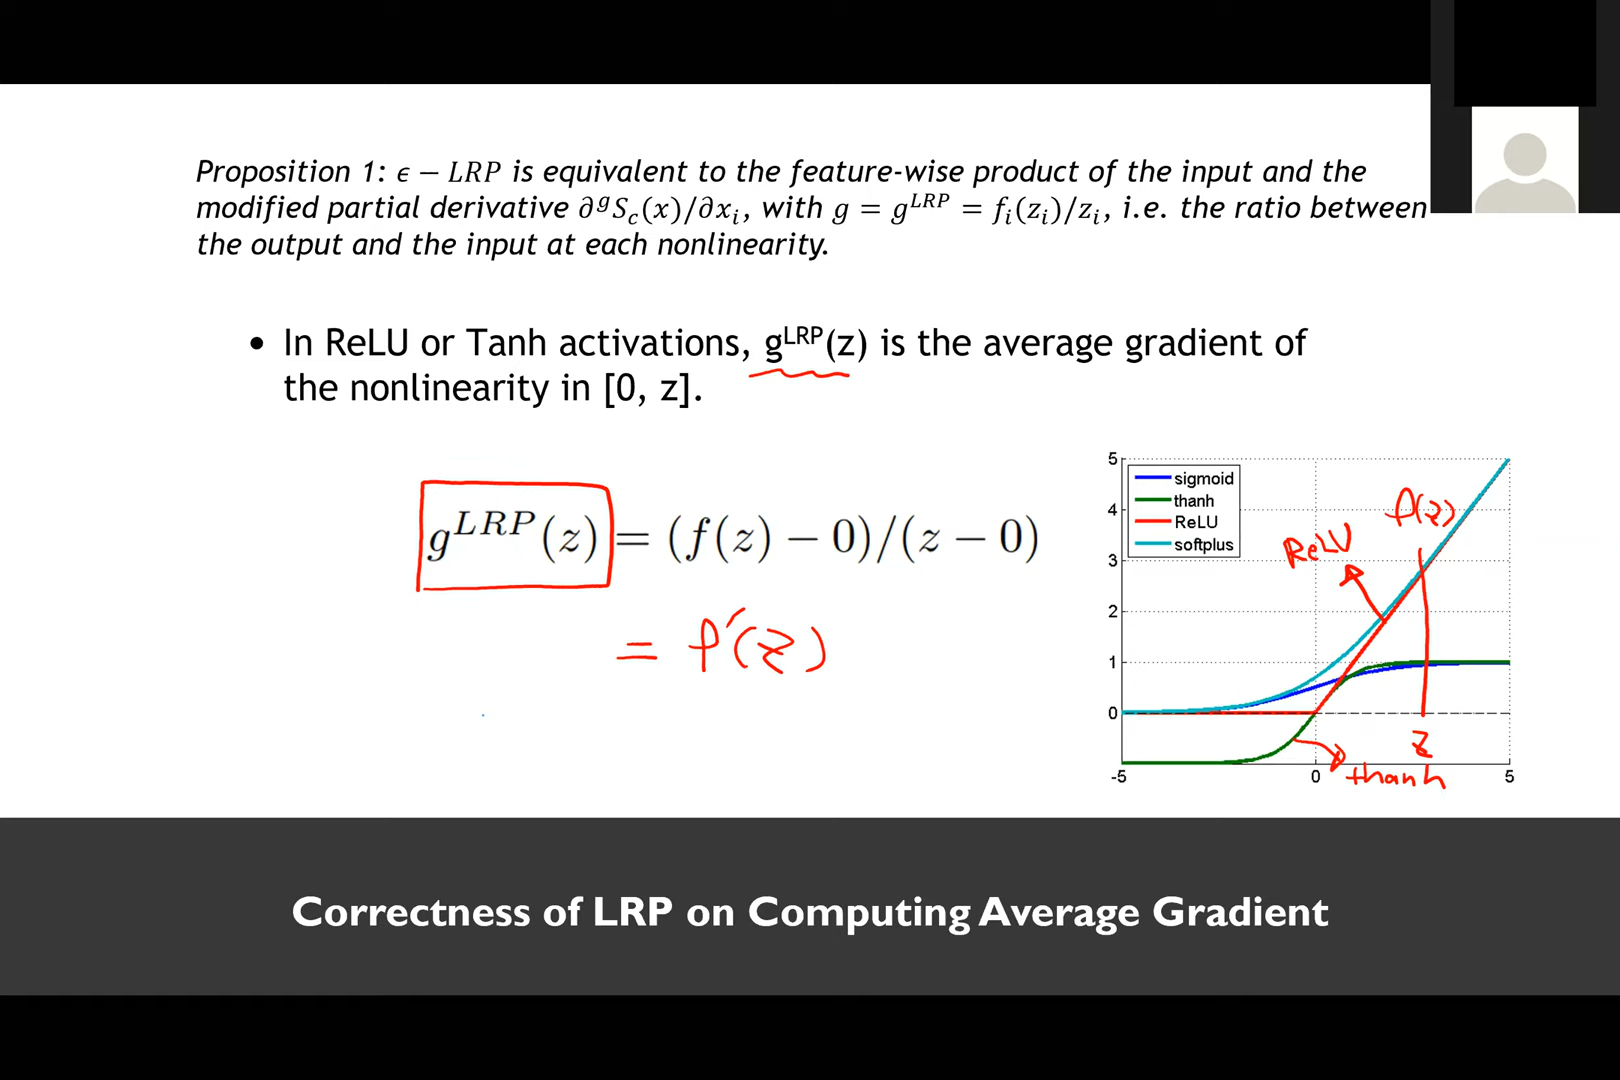 Proposition 1: ϵ − LRP is equivalent to the feature-wise product of the input and the
modified partial derivative ∂ᵍS_c(x)/∂x_i, with g = g^LRP = f_i(z_i)/z_i, i.e. the ratio between
the output and the input at each nonlinearity.
• In ReLU or Tanh activations, g^LRP(z) is the average gradient of
the nonlinearity in [0, z].
g^LRP(z) = (f(z) − 0)/(z − 0)
= f′(z)
5
4
3
2
1
0
-5
0
5
sigmoid
thanh
ReLU
softplus
ReLU
f(z)
z
thanh
Correctness of LRP on Computing Average Gradient